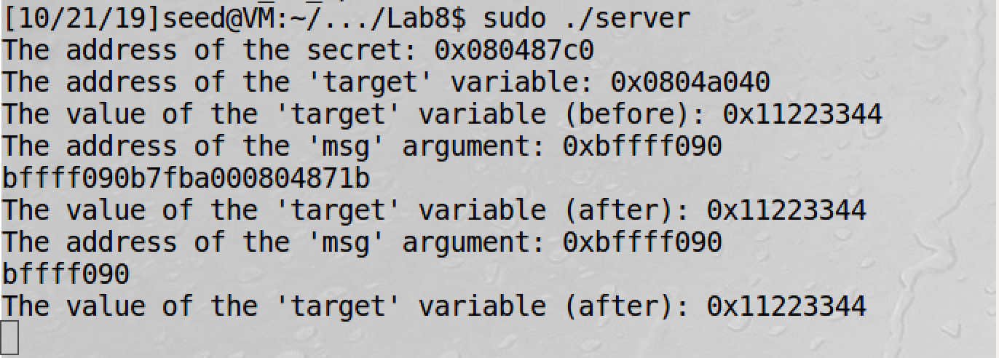 [10/21/19]seed@VM:~/.../Lab8$ sudo ./server
The address of the secret: 0x080487c0
The address of the 'target' variable: 0x0804a040
The value of the 'target' variable (before): 0x11223344
The address of the 'msg' argument: 0xbffff090
bffff090b7fba000804871b
The value of the 'target' variable (after): 0x11223344
The address of the 'msg' argument: 0xbffff090
bffff090
The value of the 'target' variable (after): 0x11223344